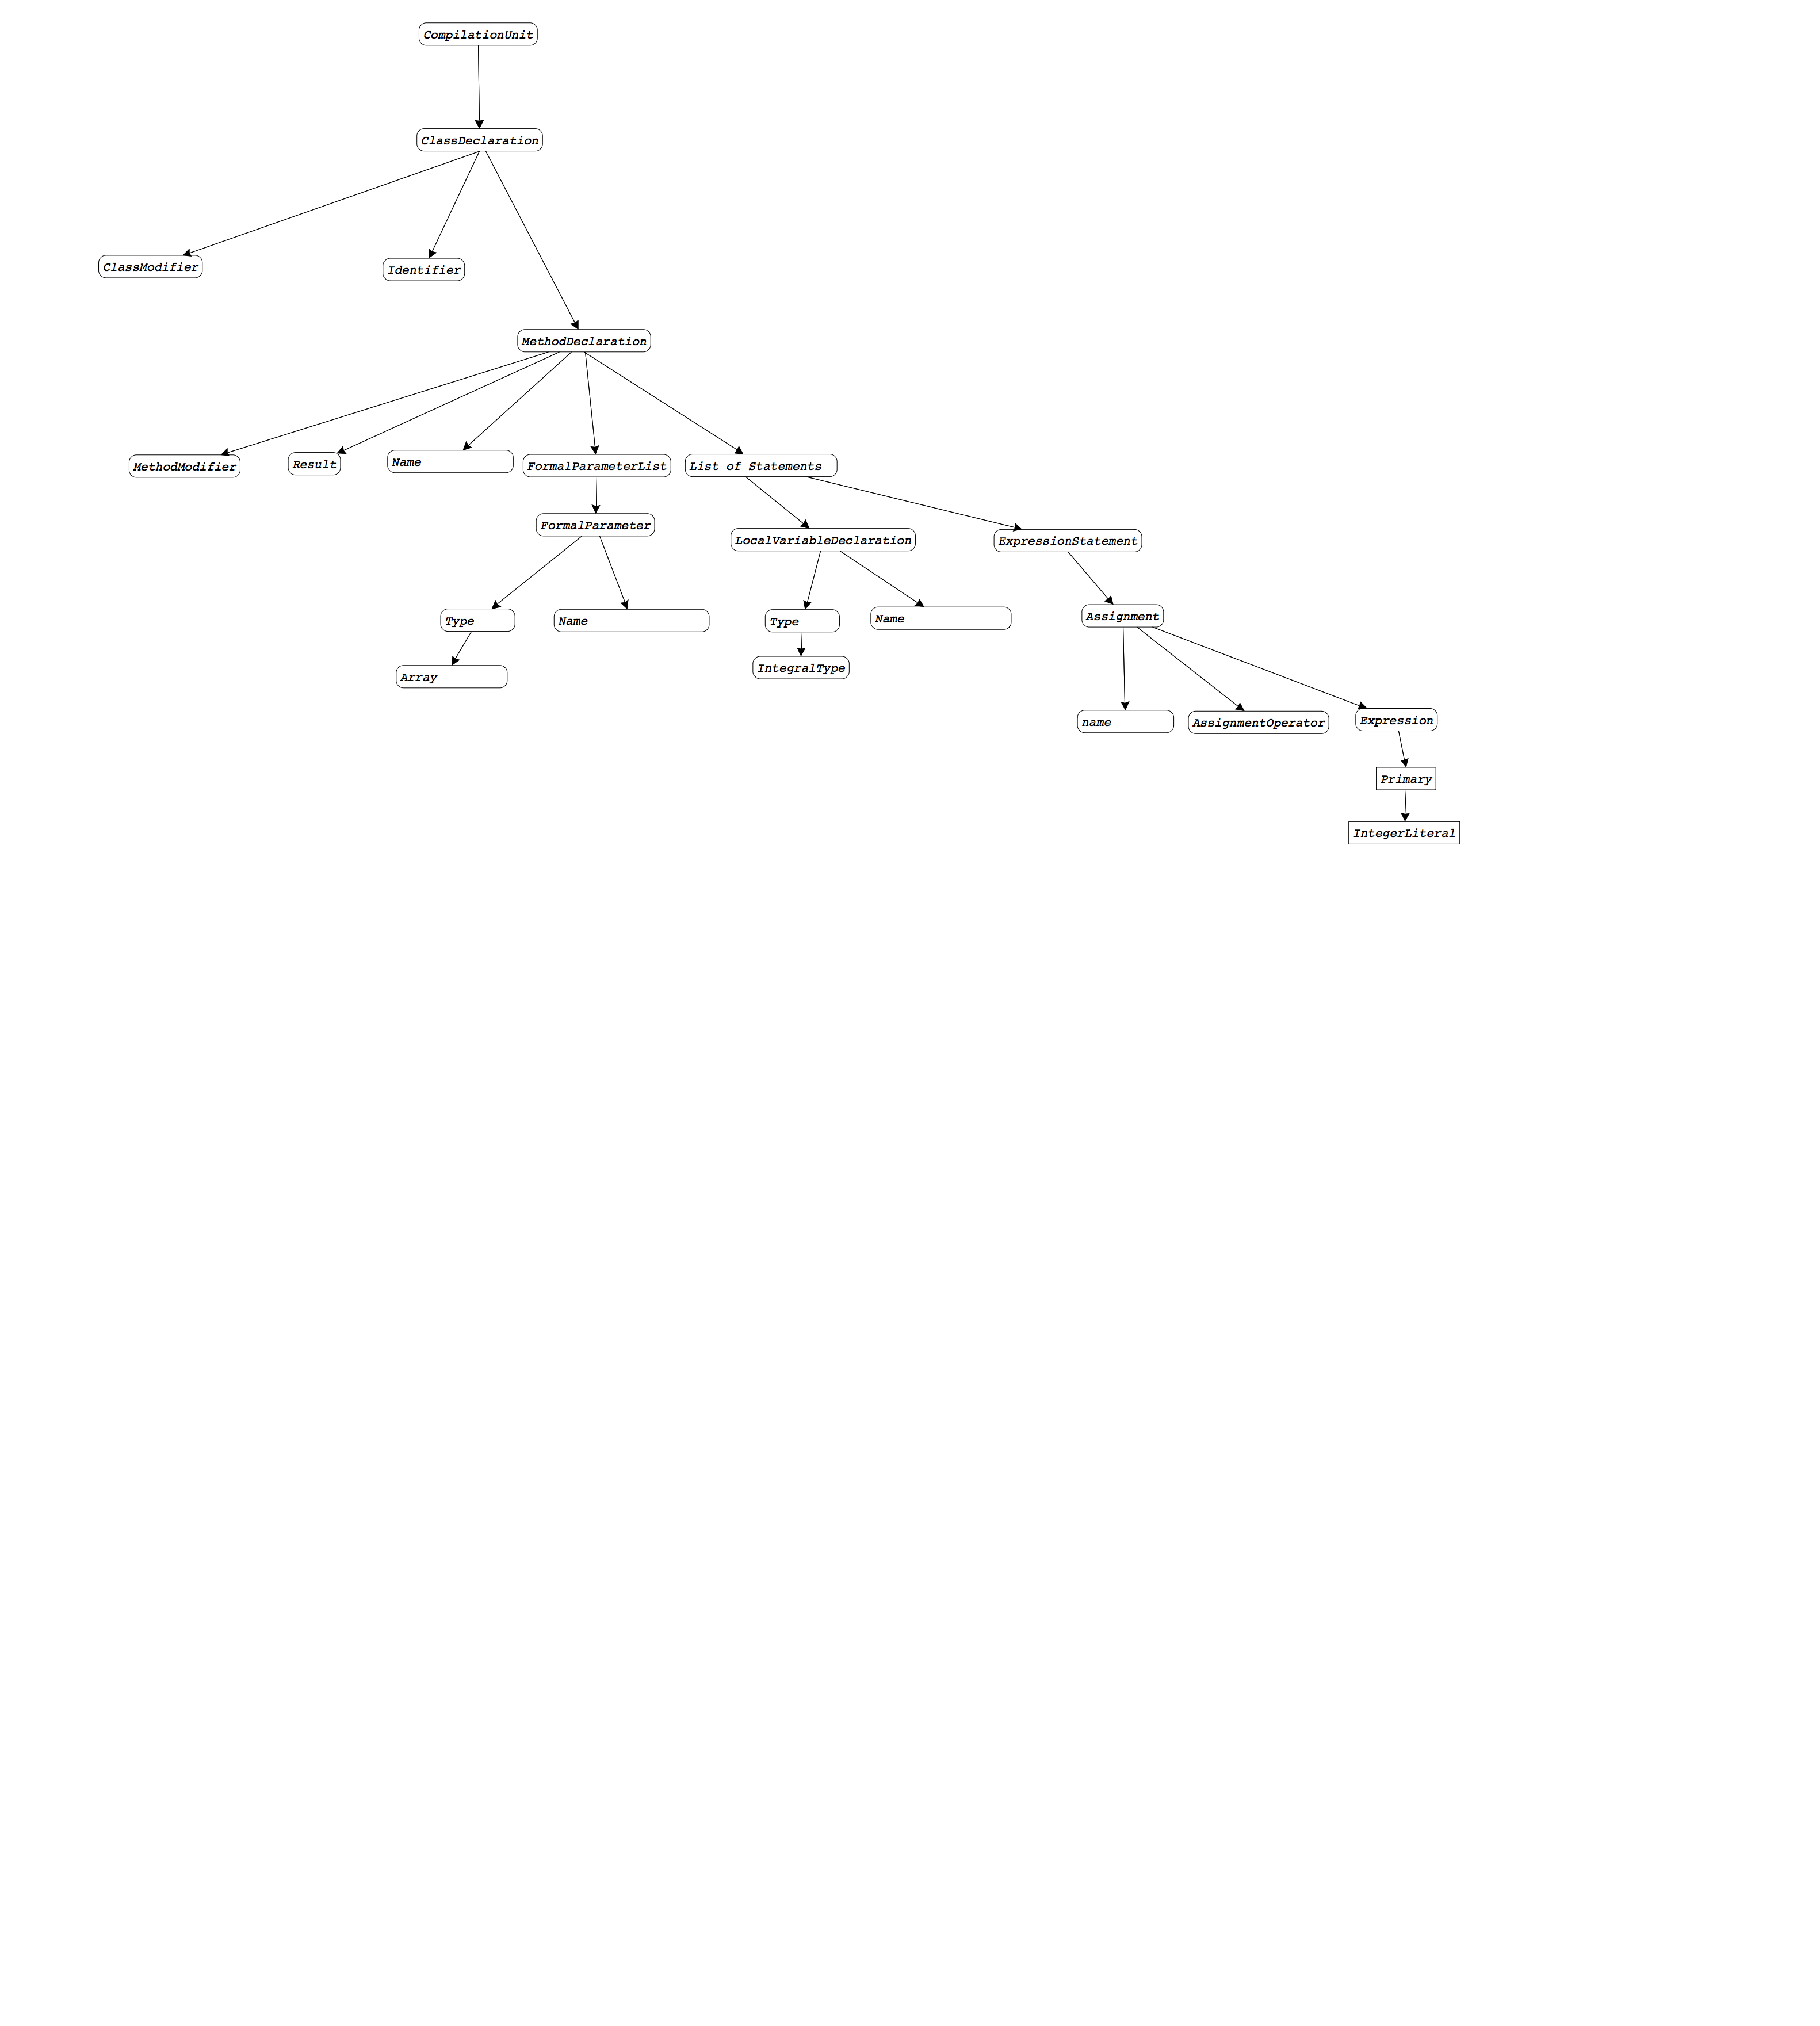 CompilationUnit
ClassDeclaration
ClassModifier
Identifier
MethodDeclaration
MethodModifier
Result
Name
FormalParameterList
List of Statements
FormalParameter
LocalVariableDeclaration
ExpressionStatement
Type
Name
Type
Name
Assignment
Array
IntegralType
name
AssignmentOperator
Expression
Primary
IntegerLiteral